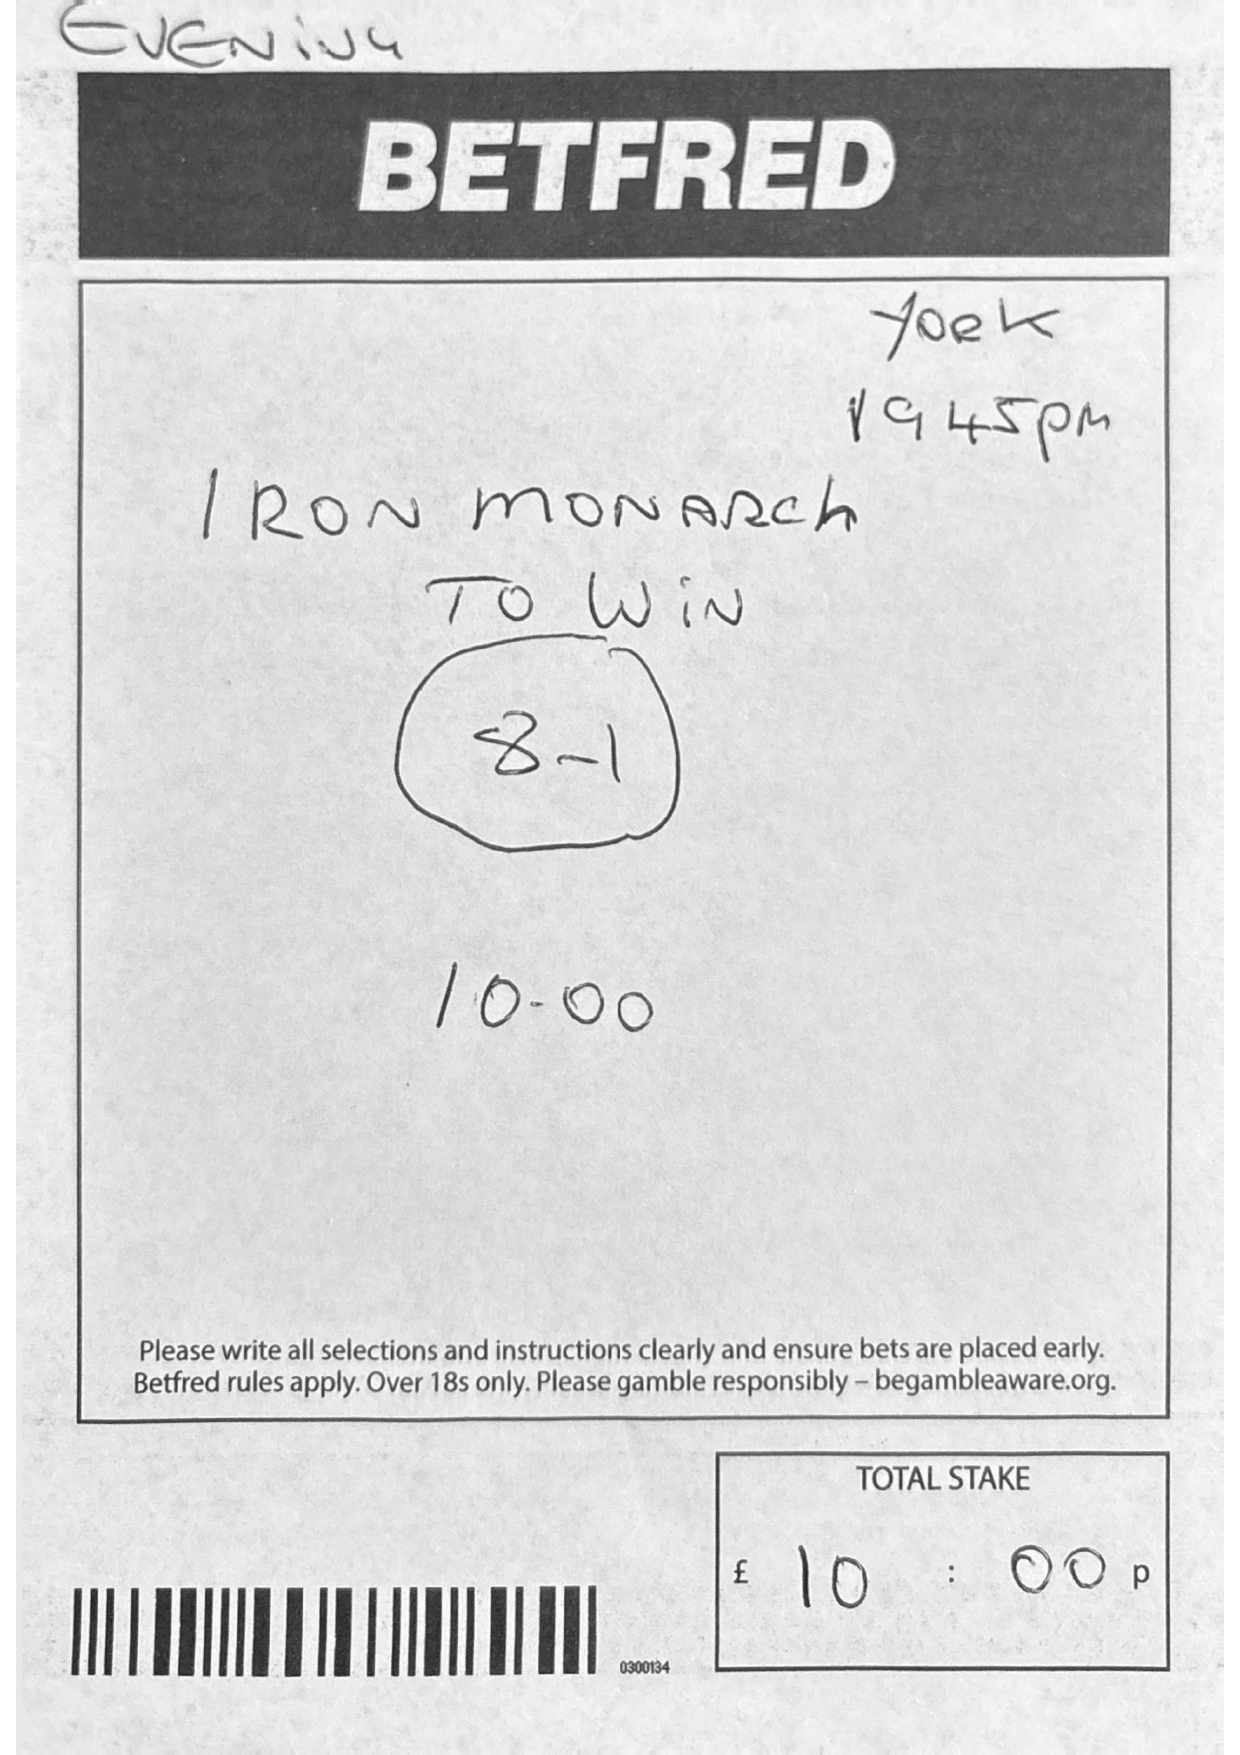 EVENING
BETFRED
York
1945pm
IRON MONARCH
TO WIN
8-1
10-00
Please write all selections and instructions clearly and ensure bets are placed early.
Betfred rules apply. Over 18s only. Please gamble responsibly – begambleaware.org.
TOTAL STAKE
£ 10 : 00 p
0300134